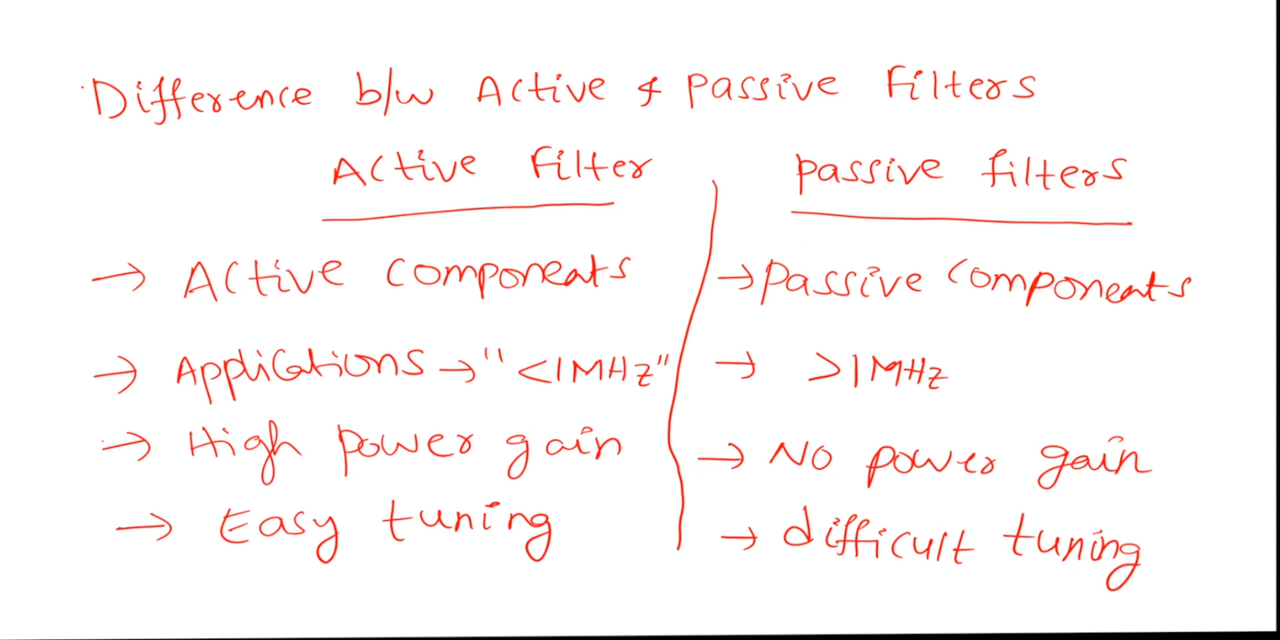 Difference b/w Active & Passive Filters
Active Filter
Passive filters
→ Active Components
→ Passive Components
→ Applications → "<1MHz"
→ >1MHz
→ High power gain
→ No power gain
→ Easy tuning
→ difficult tuning